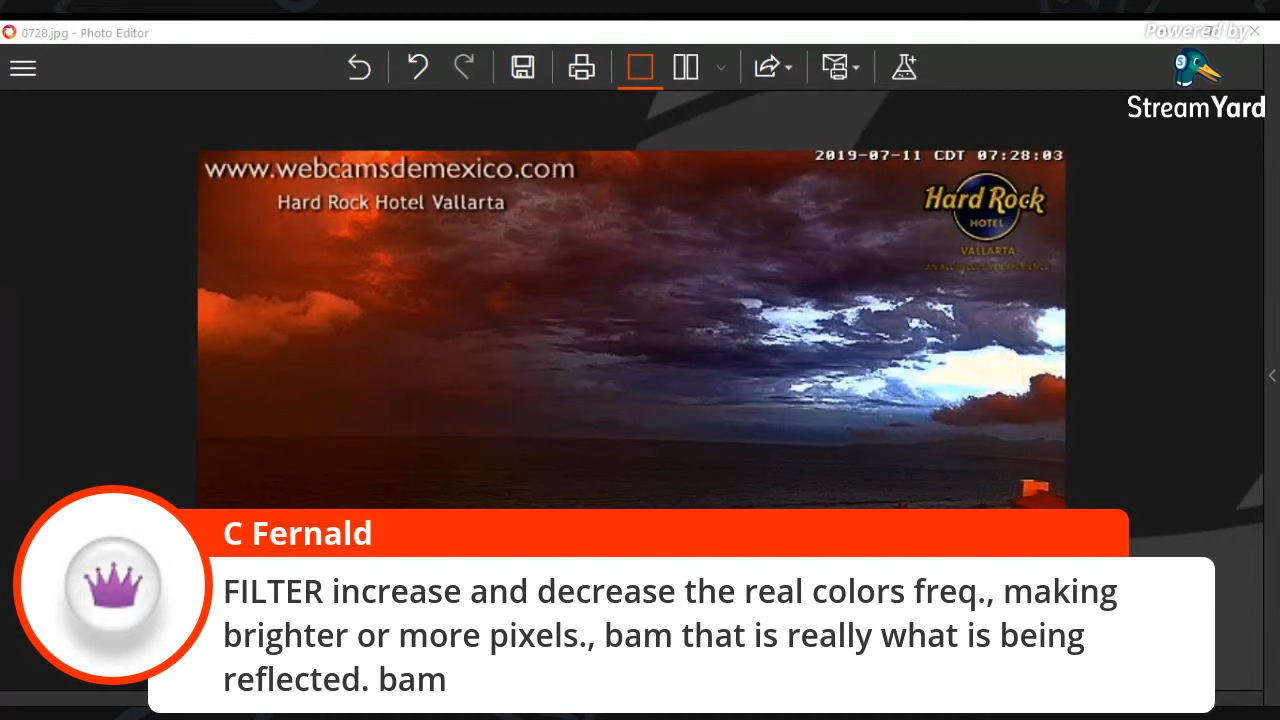 0728.jpg - Photo Editor
Powered by
StreamYard
www.webcamsdemexico.com
2019-07-11 CDT 07:28:03
Hard Rock Hotel Vallarta
Hard Rock
HOTEL
VALLARTA
C Fernald
FILTER increase and decrease the real colors freq., making
brighter or more pixels., bam that is really what is being
reflected. bam